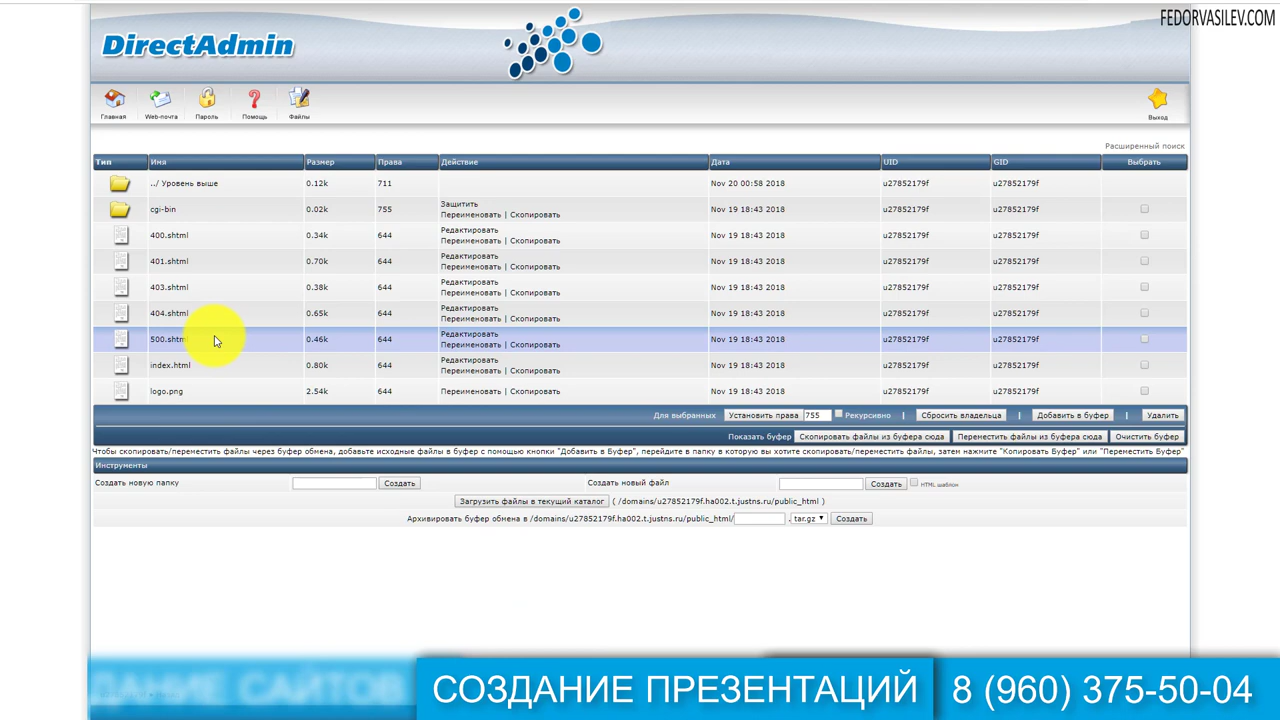 FEDORVASILEV.COM
DirectAdmin
Главная Web-почта Пароль Помощь Файлы Выход
Расширенный поиск
Тип Имя Размер Права Действие Дата UID GID Выбрать
../ Уровень выше 0.12k 711 Nov 20 00:58 2018 u27852179f u27852179f
cgi-bin 0.02k 755 Защитить Nov 19 18:43 2018 u27852179f u27852179f
Переименовать | Скопировать
400.shtml 0.34k 644 Редактировать Nov 19 18:43 2018 u27852179f u27852179f
Переименовать | Скопировать
401.shtml 0.70k 644 Редактировать Nov 19 18:43 2018 u27852179f u27852179f
Переименовать | Скопировать
403.shtml 0.38k 644 Редактировать Nov 19 18:43 2018 u27852179f u27852179f
Переименовать | Скопировать
404.shtml 0.65k 644 Редактировать Nov 19 18:43 2018 u27852179f u27852179f
Переименовать | Скопировать
500.shtml 0.46k 644 Редактировать Nov 19 18:43 2018 u27852179f u27852179f
Переименовать | Скопировать
index.html 0.80k 644 Редактировать Nov 19 18:43 2018 u27852179f u27852179f
Переименовать | Скопировать
logo.png 2.54k 644 Переименовать | Скопировать Nov 19 18:43 2018 u27852179f u27852179f
Для выбранных Установить права 755 Рекурсивно | Сбросить владельца | Добавить в буфер | Удалить
Показать буфер Скопировать файлы из буфера сюда Переместить файлы из буфера сюда Очистить буфер
Чтобы скопировать/переместить файлы через буфер обмена, добавьте исходные файлы в буфер с помощью кнопки "Добавить в Буфер", перейдите в папку в которую вы хотите скопировать/переместить файлы, затем нажмите "Копировать Буфер" или "Переместить Буфер"
Инструменты
Создать новую папку Создать Создать новый файл Создать HTML шаблон
Загрузить файлы в текущий каталог ( /domains/u27852179f.ha002.t.justns.ru/public_html )
Архивировать буфер обмена в /domains/u27852179f.ha002.t.justns.ru/public_html/ . tar.gz Создать
ДАНИЕ САЙТОВ СОЗДАНИЕ ПРЕЗЕНТАЦИЙ 8 (960) 375-50-04